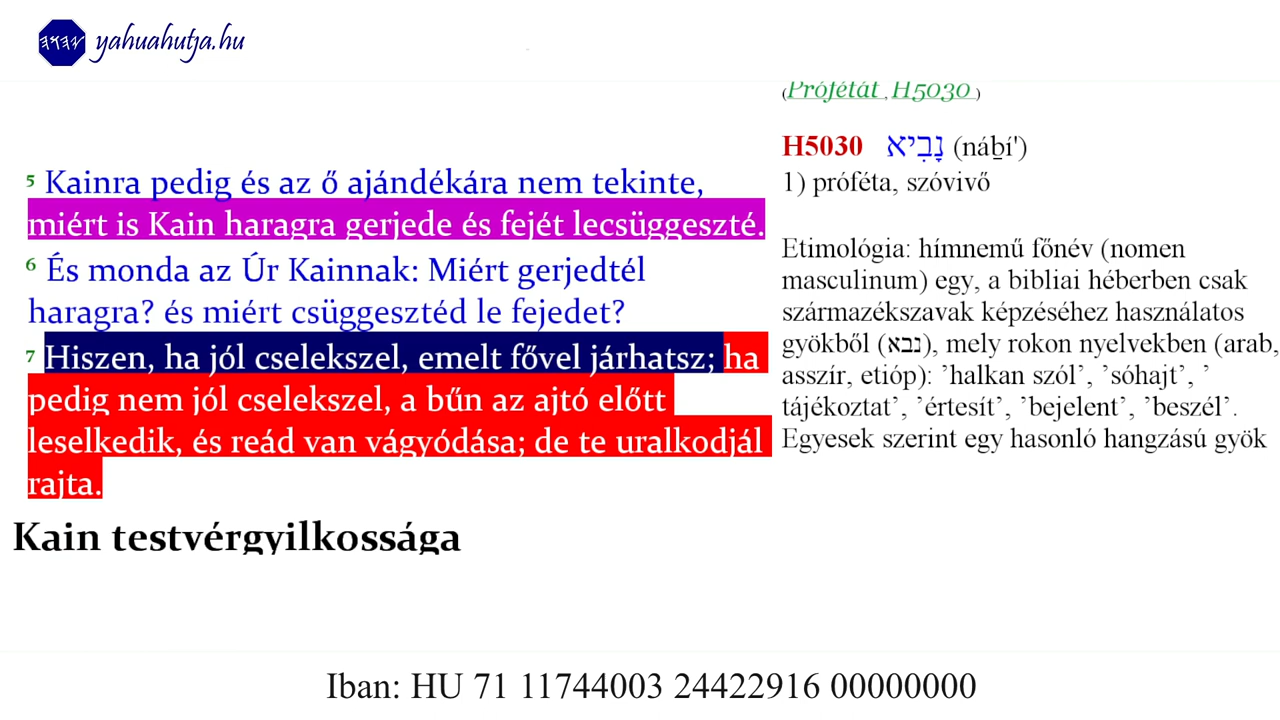 𐤉𐤄𐤅𐤄 yahuahutja.hu
5 Kainra pedig és az ő ajándékára nem tekinte,
miért is Kain haragra gerjede és fejét lecsüggeszté.
6 És monda az Úr Kainnak: Miért gerjedtél
haragra? és miért csüggesztéd le fejedet?
7 Hiszen, ha jól cselekszel, emelt fővel járhatsz; ha
pedig nem jól cselekszel, a bűn az ajtó előtt
leselkedik, és reád van vágyódása; de te uralkodjál
rajta.
Kain testvérgyilkossága
(Prófétát , H5030 )
H5030 נָבִיא (náḇí')
1) próféta, szóvivő
Etimológia: hímnemű főnév (nomen
masculinum) egy, a bibliai héberben csak
származékszavak képzéséhez használatos
gyökből (נבא), mely rokon nyelvekben (arab,
asszír, etióp): ’halkan szól’, ’sóhajt’, ’
tájékoztat’, ’értesít’, ’bejelent’, ’beszél’.
Egyesek szerint egy hasonló hangzású gyök
Iban: HU 71 11744003 24422916 00000000